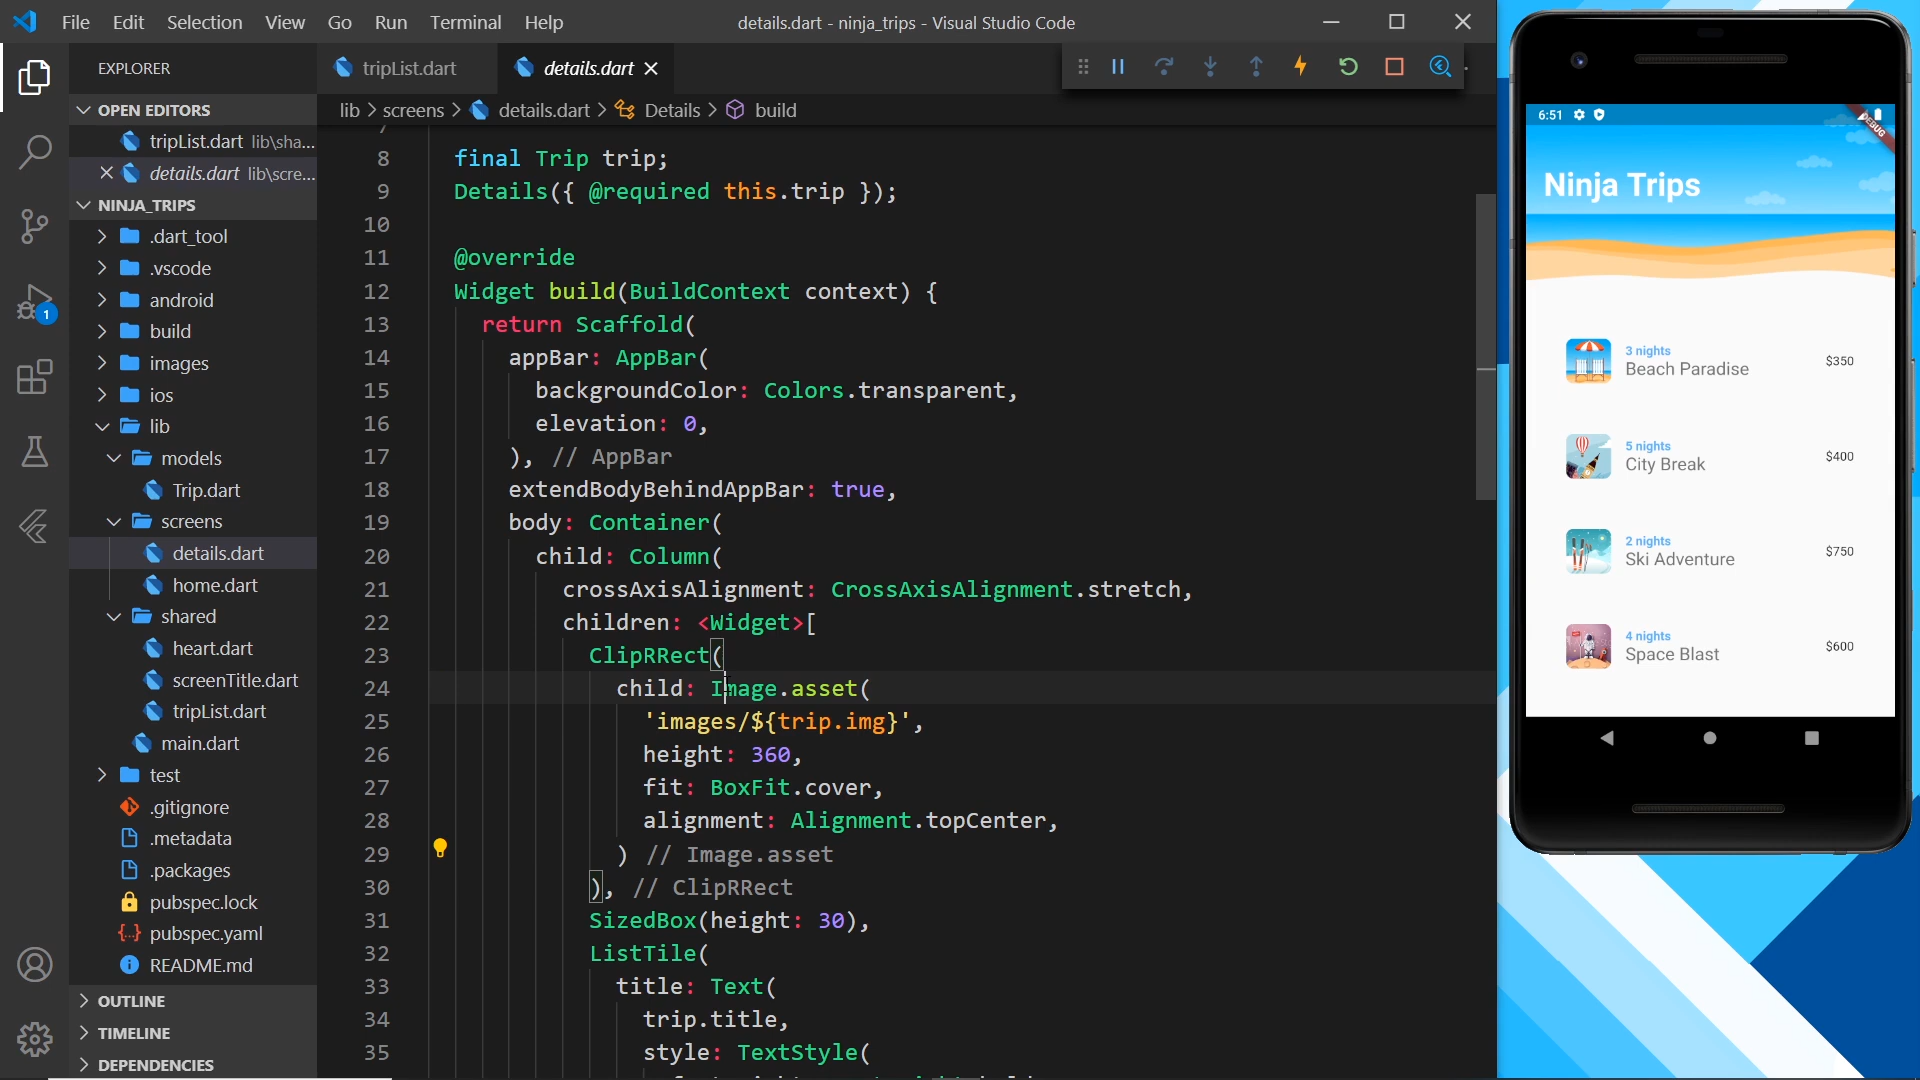 File Edit Selection View Go Run Terminal Help
details.dart - ninja_trips - Visual Studio Code
EXPLORER
OPEN EDITORS
tripList.dart lib\sha...
details.dart lib\scre...
NINJA_TRIPS
.dart_tool
.vscode
android
build
images
ios
lib
models
Trip.dart
screens
details.dart
home.dart
shared
heart.dart
screenTitle.dart
tripList.dart
main.dart
test
.gitignore
.metadata
.packages
pubspec.lock
pubspec.yaml
README.md
OUTLINE
TIMELINE
DEPENDENCIES
1
tripList.dart
details.dart
lib > screens > details.dart > Details > build
8 final Trip trip;
9 Details({ @required this.trip });
10
11 @override
12 Widget build(BuildContext context) {
13 return Scaffold(
14 appBar: AppBar(
15 backgroundColor: Colors.transparent,
16 elevation: 0,
17 ), // AppBar
18 extendBodyBehindAppBar: true,
19 body: Container(
20 child: Column(
21 crossAxisAlignment: CrossAxisAlignment.stretch,
22 children: <Widget>[
23 ClipRRect(
24 child: Image.asset(
25 'images/${trip.img}',
26 height: 360,
27 fit: BoxFit.cover,
28 alignment: Alignment.topCenter,
29 ) // Image.asset
30 ), // ClipRRect
31 SizedBox(height: 30),
32 ListTile(
33 title: Text(
34 trip.title,
35 style: TextStyle(
6:51
DEBUG
Ninja Trips
3 nights
Beach Paradise
$350
5 nights
City Break
$400
2 nights
Ski Adventure
$750
4 nights
Space Blast
$600